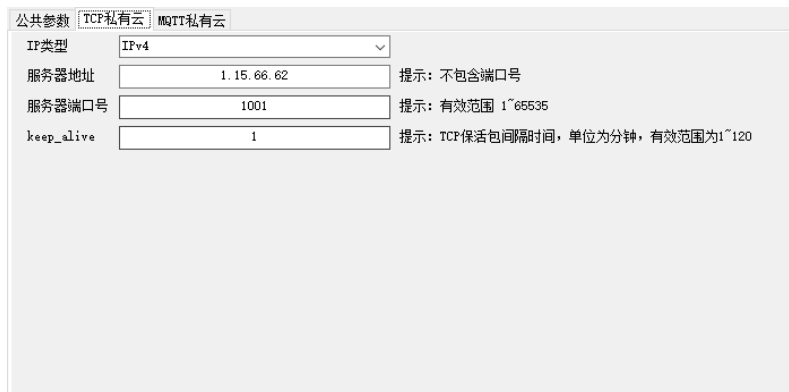 公共参数 TCP私有云 MQTT私有云
IP类型 IPv4
服务器地址 1.15.66.62 提示: 不包含端口号
服务器端口号 1001 提示: 有效范围 1~65535
keep_alive 1 提示: TCP保活包间隔时间，单位为分钟，有效范围为1~120